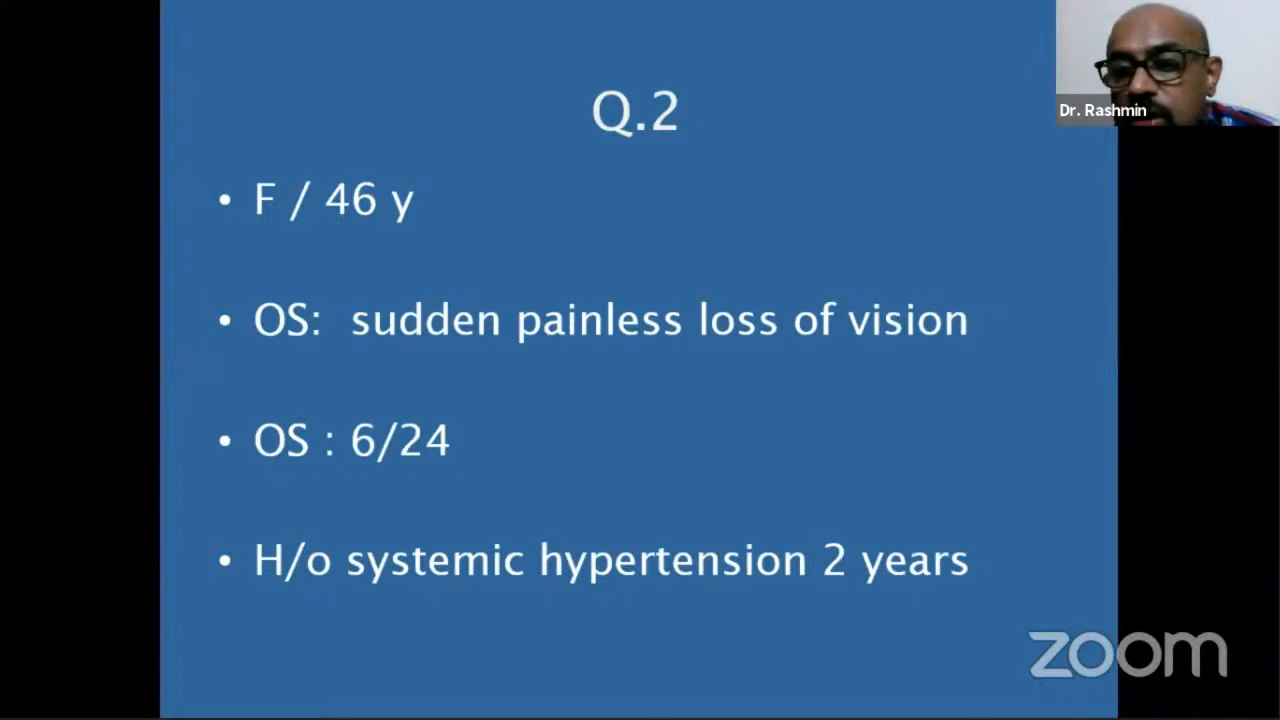 Q.2
Dr. Rashmin
• F / 46 y
• OS: sudden painless loss of vision
• OS : 6/24
• H/o systemic hypertension 2 years
zoom